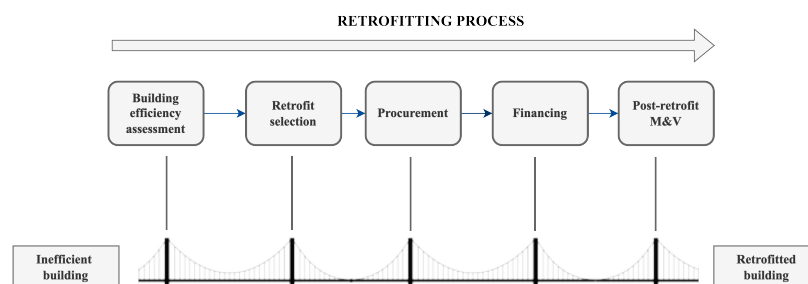 RETROFITTING PROCESS
Building
efficiency
assessment
Retrofit
selection
Procurement
Financing
Post-retrofit
M&V
Inefficient
building
Retrofitted
building